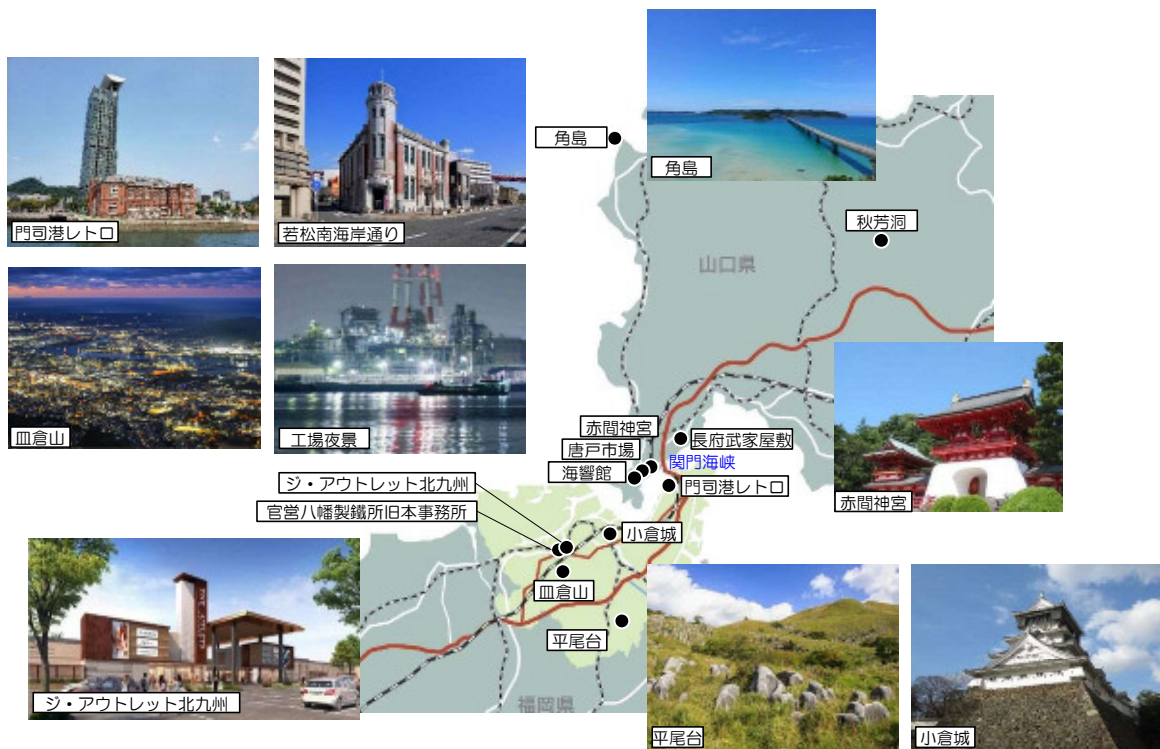 角島
角島
門司港レトロ
若松南海岸通り
秋芳洞
山口県
皿倉山
工場夜景
赤間神宮
長府武家屋敷
唐戸市場
関門海峡
海響館
門司港レトロ
ジ・アウトレット北九州
官営八幡製鐵所旧本事務所
赤間神宮
小倉城
皿倉山
平尾台
ジ・アウトレット北九州
福岡県
平尾台
小倉城